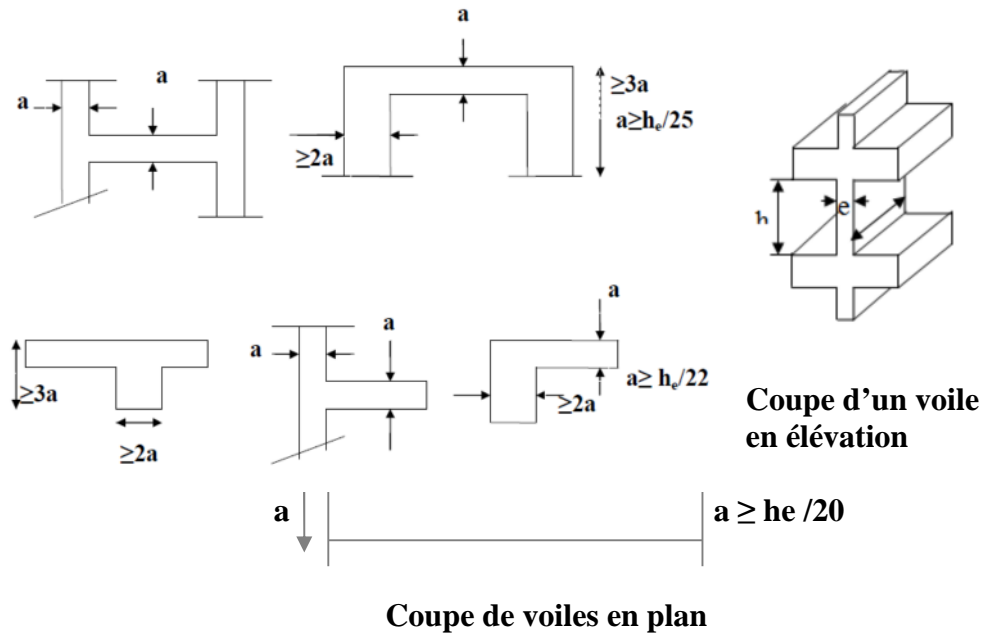 a
a
a
≥3a
a≥hₑ/25
≥2a
e
h
a
a
a
≥3a
≥2a
a≥ hₑ/22
≥2a
Coupe d’un voile
en élévation
a
a ≥ he /20
Coupe de voiles en plan